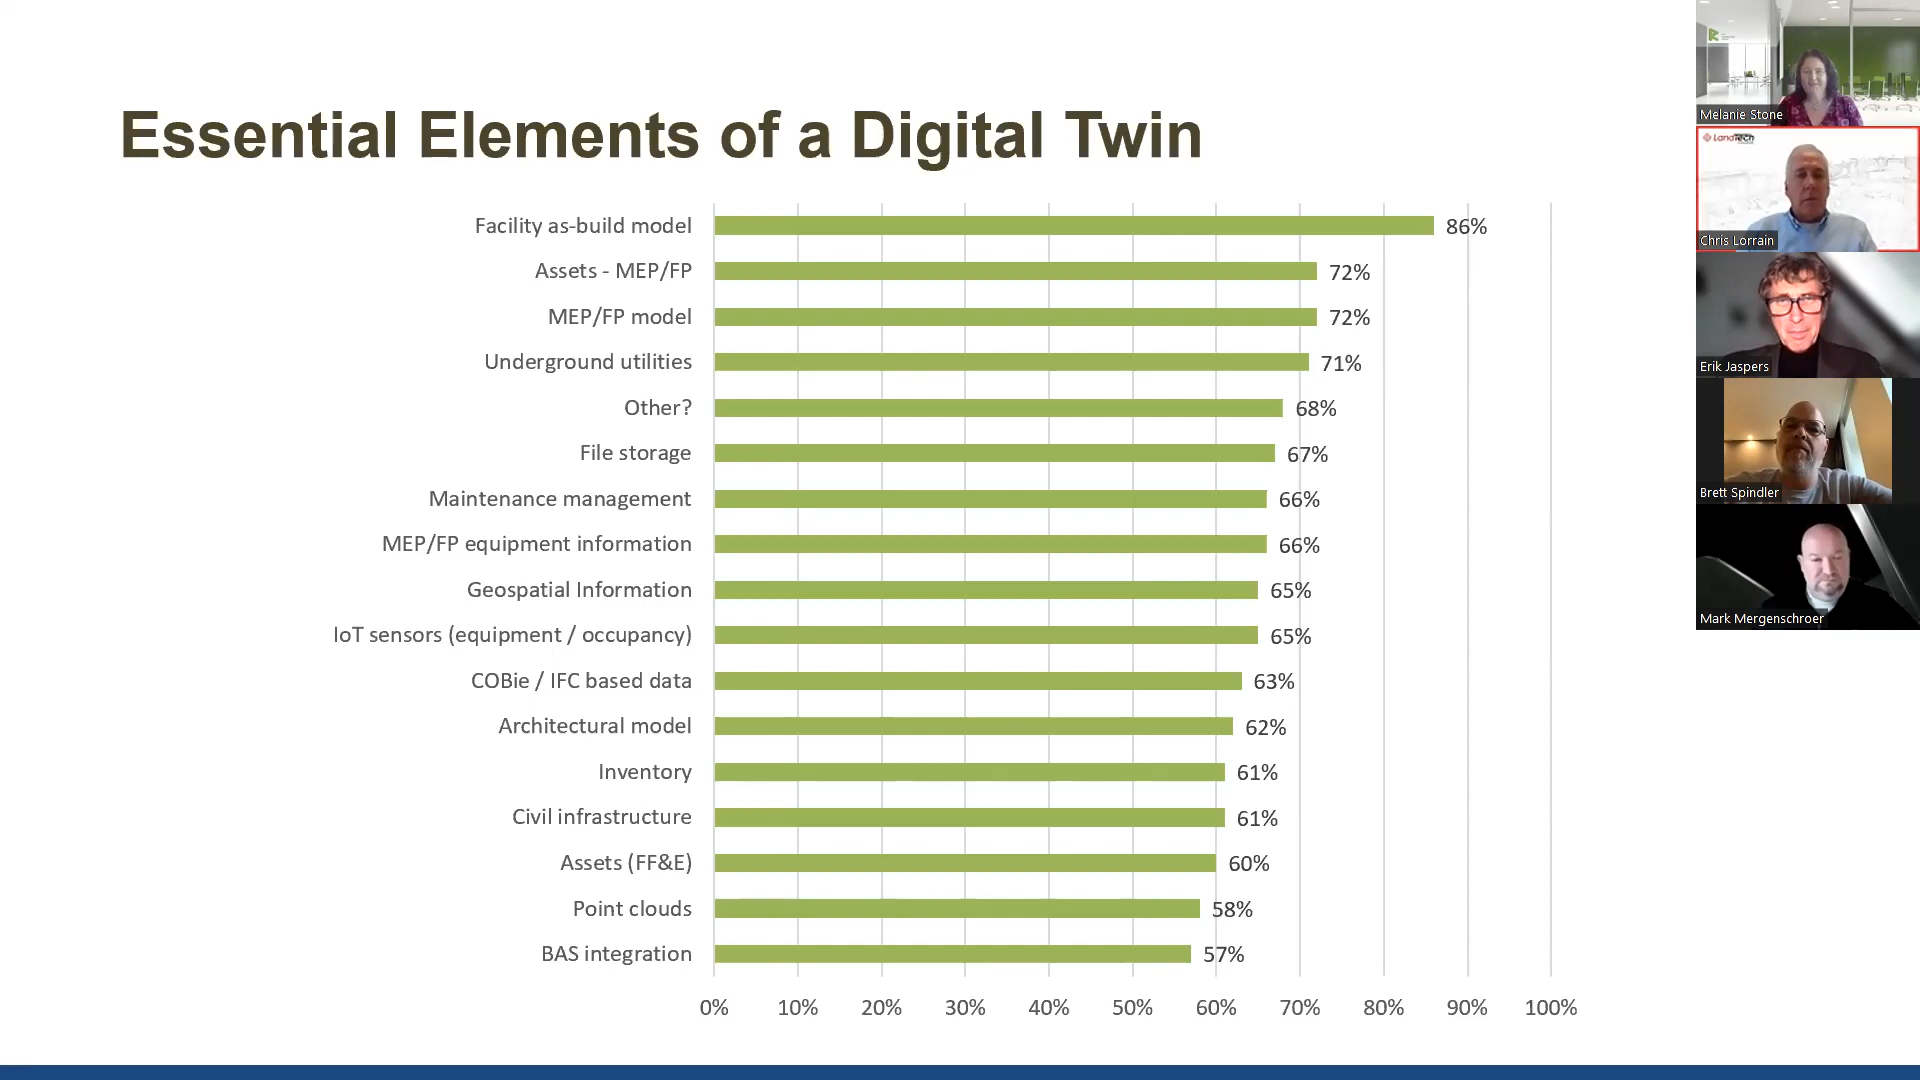 Essential Elements of a Digital Twin
Facility as-build model 86%
Assets - MEP/FP 72%
MEP/FP model 72%
Underground utilities 71%
Other? 68%
File storage 67%
Maintenance management 66%
MEP/FP equipment information 66%
Geospatial Information 65%
IoT sensors (equipment / occupancy) 65%
COBie / IFC based data 63%
Architectural model 62%
Inventory 61%
Civil infrastructure 61%
Assets (FF&E) 60%
Point clouds 58%
BAS integration 57%
0% 10% 20% 30% 40% 50% 60% 70% 80% 90% 100%
Melanie Stone
LandTech
Chris Lorrain
Erik Jaspers
Brett Spindler
Mark Mergenschroer